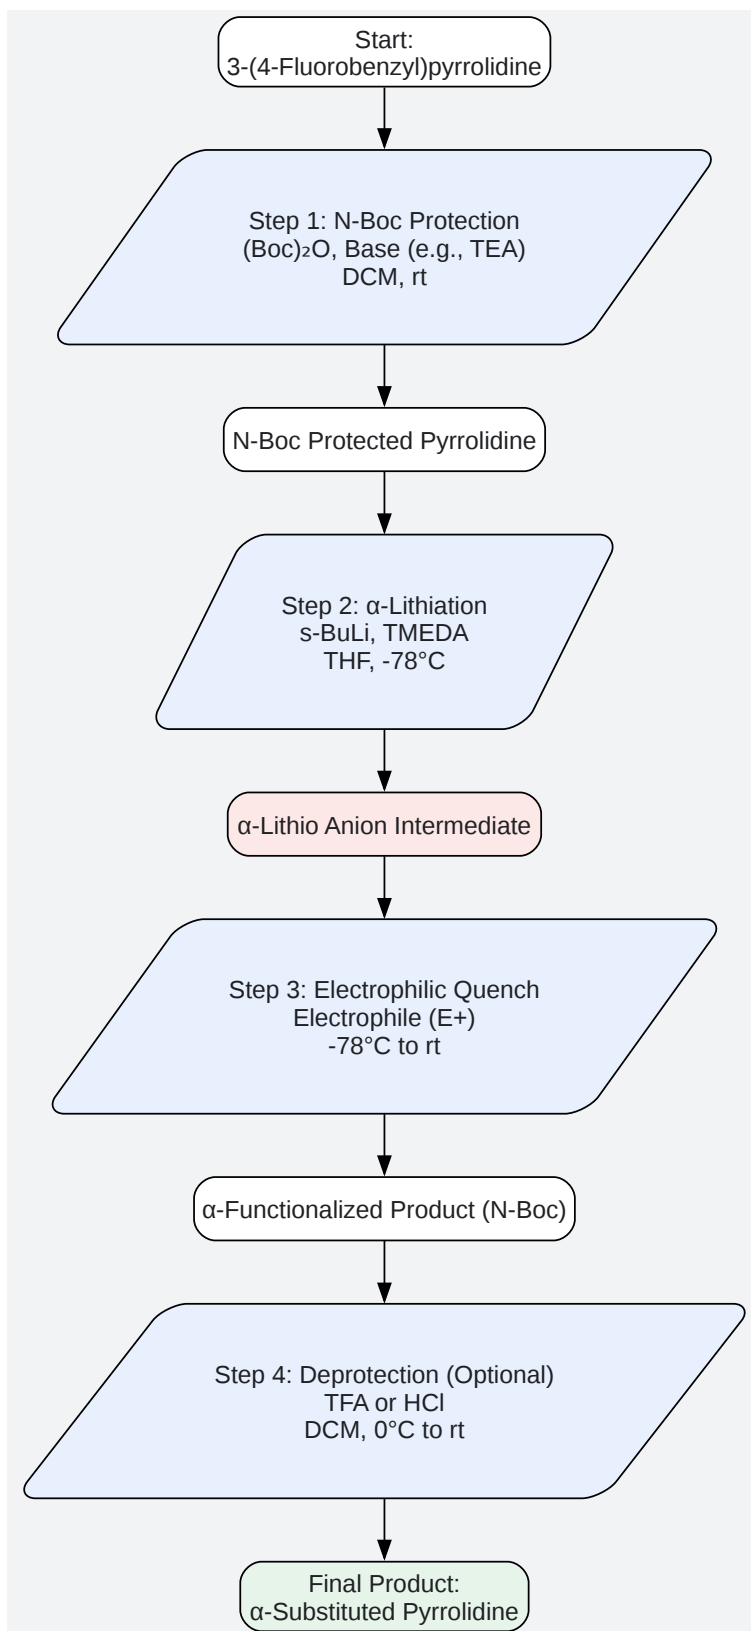 Start:
3-(4-Fluorobenzyl)pyrrolidine
Step 1: N-Boc Protection
(Boc)₂O, Base (e.g., TEA)
DCM, rt
N-Boc Protected Pyrrolidine
Step 2: α-Lithiation
s-BuLi, TMEDA
THF, -78°C
α-Lithio Anion Intermediate
Step 3: Electrophilic Quench
Electrophile (E+)
-78°C to rt
α-Functionalized Product (N-Boc)
Step 4: Deprotection (Optional)
TFA or HCl
DCM, 0°C to rt
Final Product:
α-Substituted Pyrrolidine